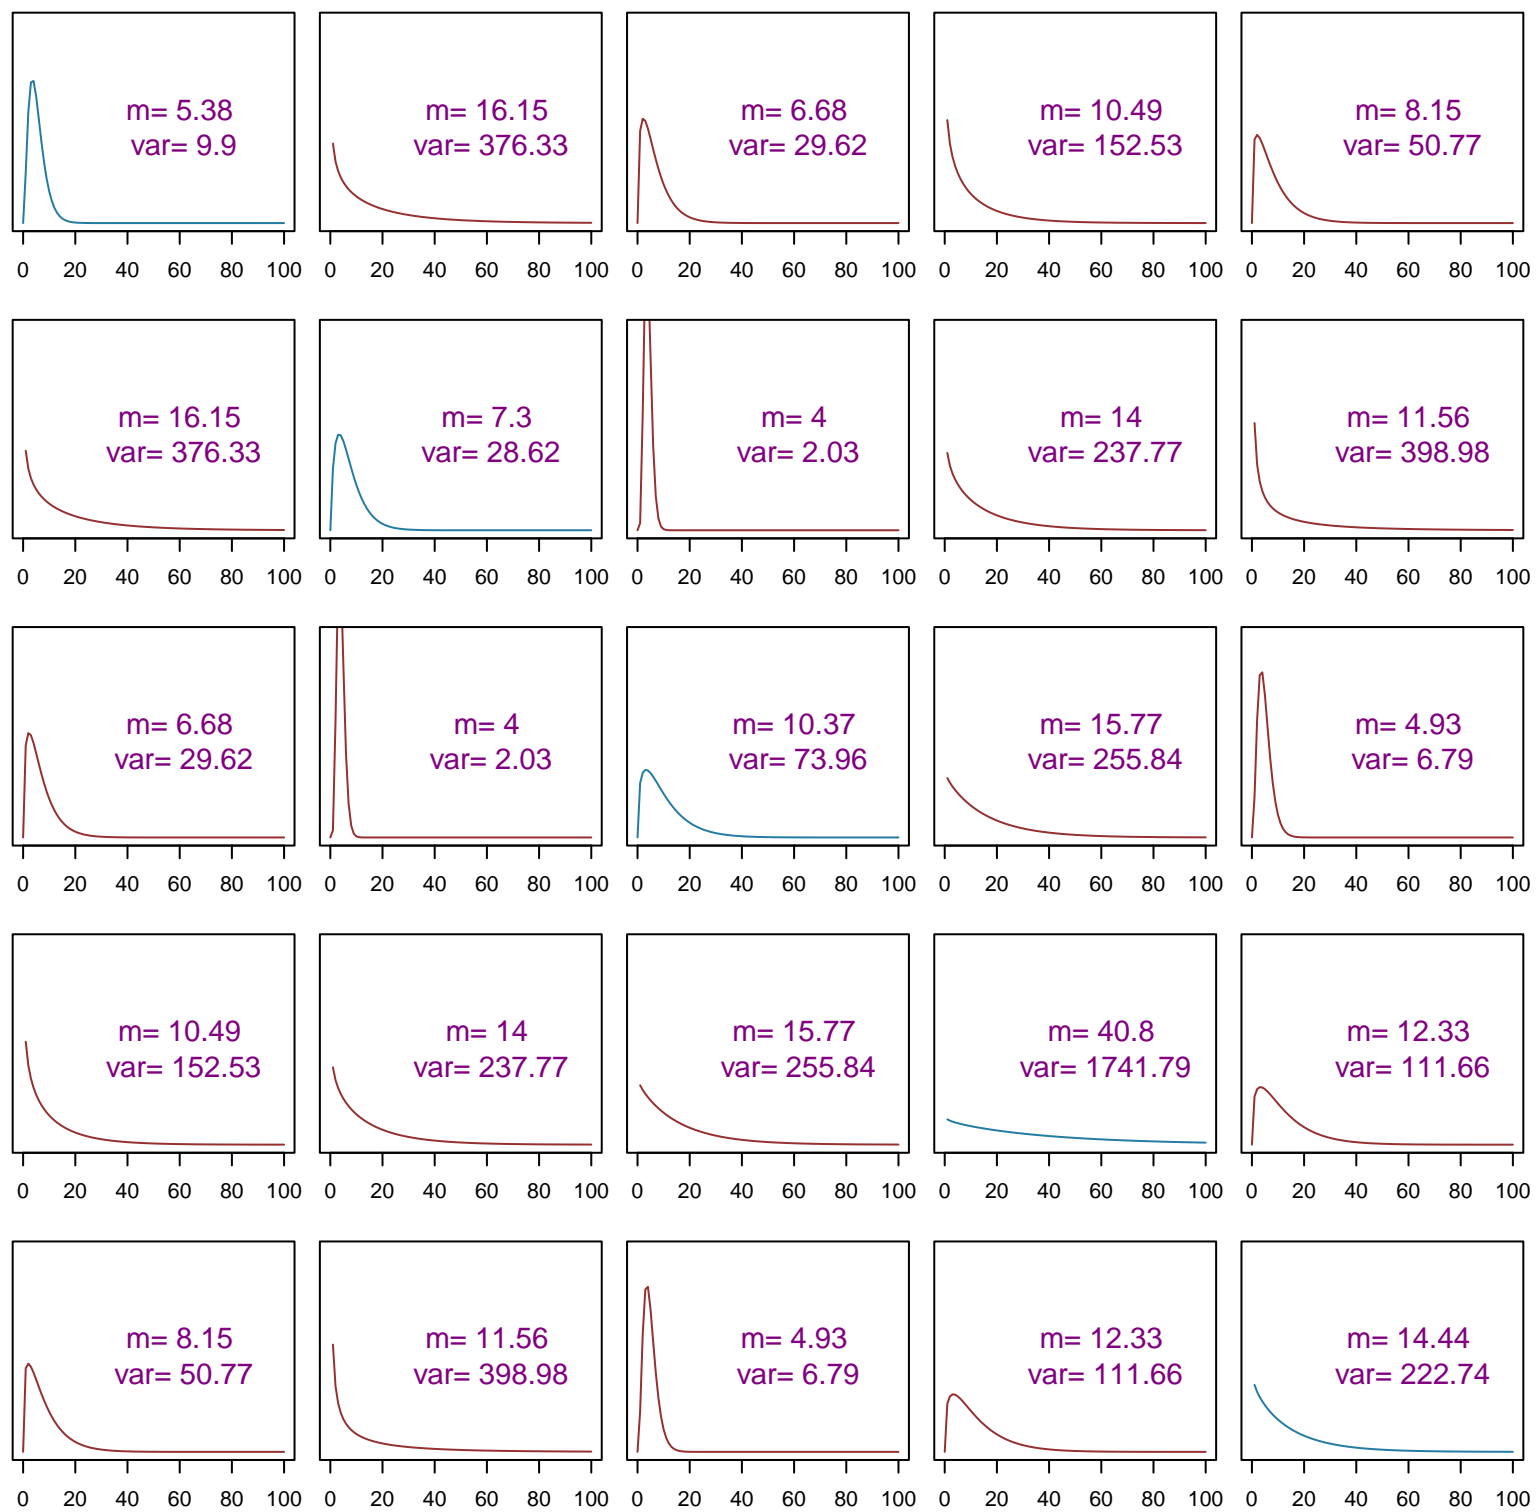 m= 5.38
var= 9.9
0 20 40 60 80 100
m= 16.15
var= 376.33
0 20 40 60 80 100
m= 6.68
var= 29.62
0 20 40 60 80 100
m= 10.49
var= 152.53
0 20 40 60 80 100
m= 8.15
var= 50.77
0 20 40 60 80 100
m= 16.15
var= 376.33
0 20 40 60 80 100
m= 7.3
var= 28.62
0 20 40 60 80 100
m= 4
var= 2.03
0 20 40 60 80 100
m= 14
var= 237.77
0 20 40 60 80 100
m= 11.56
var= 398.98
0 20 40 60 80 100
m= 6.68
var= 29.62
0 20 40 60 80 100
m= 4
var= 2.03
0 20 40 60 80 100
m= 10.37
var= 73.96
0 20 40 60 80 100
m= 15.77
var= 255.84
0 20 40 60 80 100
m= 4.93
var= 6.79
0 20 40 60 80 100
m= 10.49
var= 152.53
0 20 40 60 80 100
m= 14
var= 237.77
0 20 40 60 80 100
m= 15.77
var= 255.84
0 20 40 60 80 100
m= 40.8
var= 1741.79
0 20 40 60 80 100
m= 12.33
var= 111.66
0 20 40 60 80 100
m= 8.15
var= 50.77
0 20 40 60 80 100
m= 11.56
var= 398.98
0 20 40 60 80 100
m= 4.93
var= 6.79
0 20 40 60 80 100
m= 12.33
var= 111.66
0 20 40 60 80 100
m= 14.44
var= 222.74
0 20 40 60 80 100